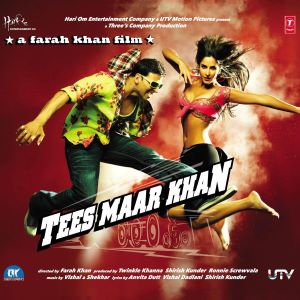 Hari Om Entertainment Company & UTV Motion Pictures present
a Three's Company Production
UTV
T-SERIES
★ a farah khan film ★
TEES MAAR KHAN
directed by Farah Khan produced by Twinkle Khanna Shirish Kunder Ronnie Screwvala
music by Vishal & Shekhar lyrics by Anvita Dutt Vishal Dadlani Shirish Kunder
UTV